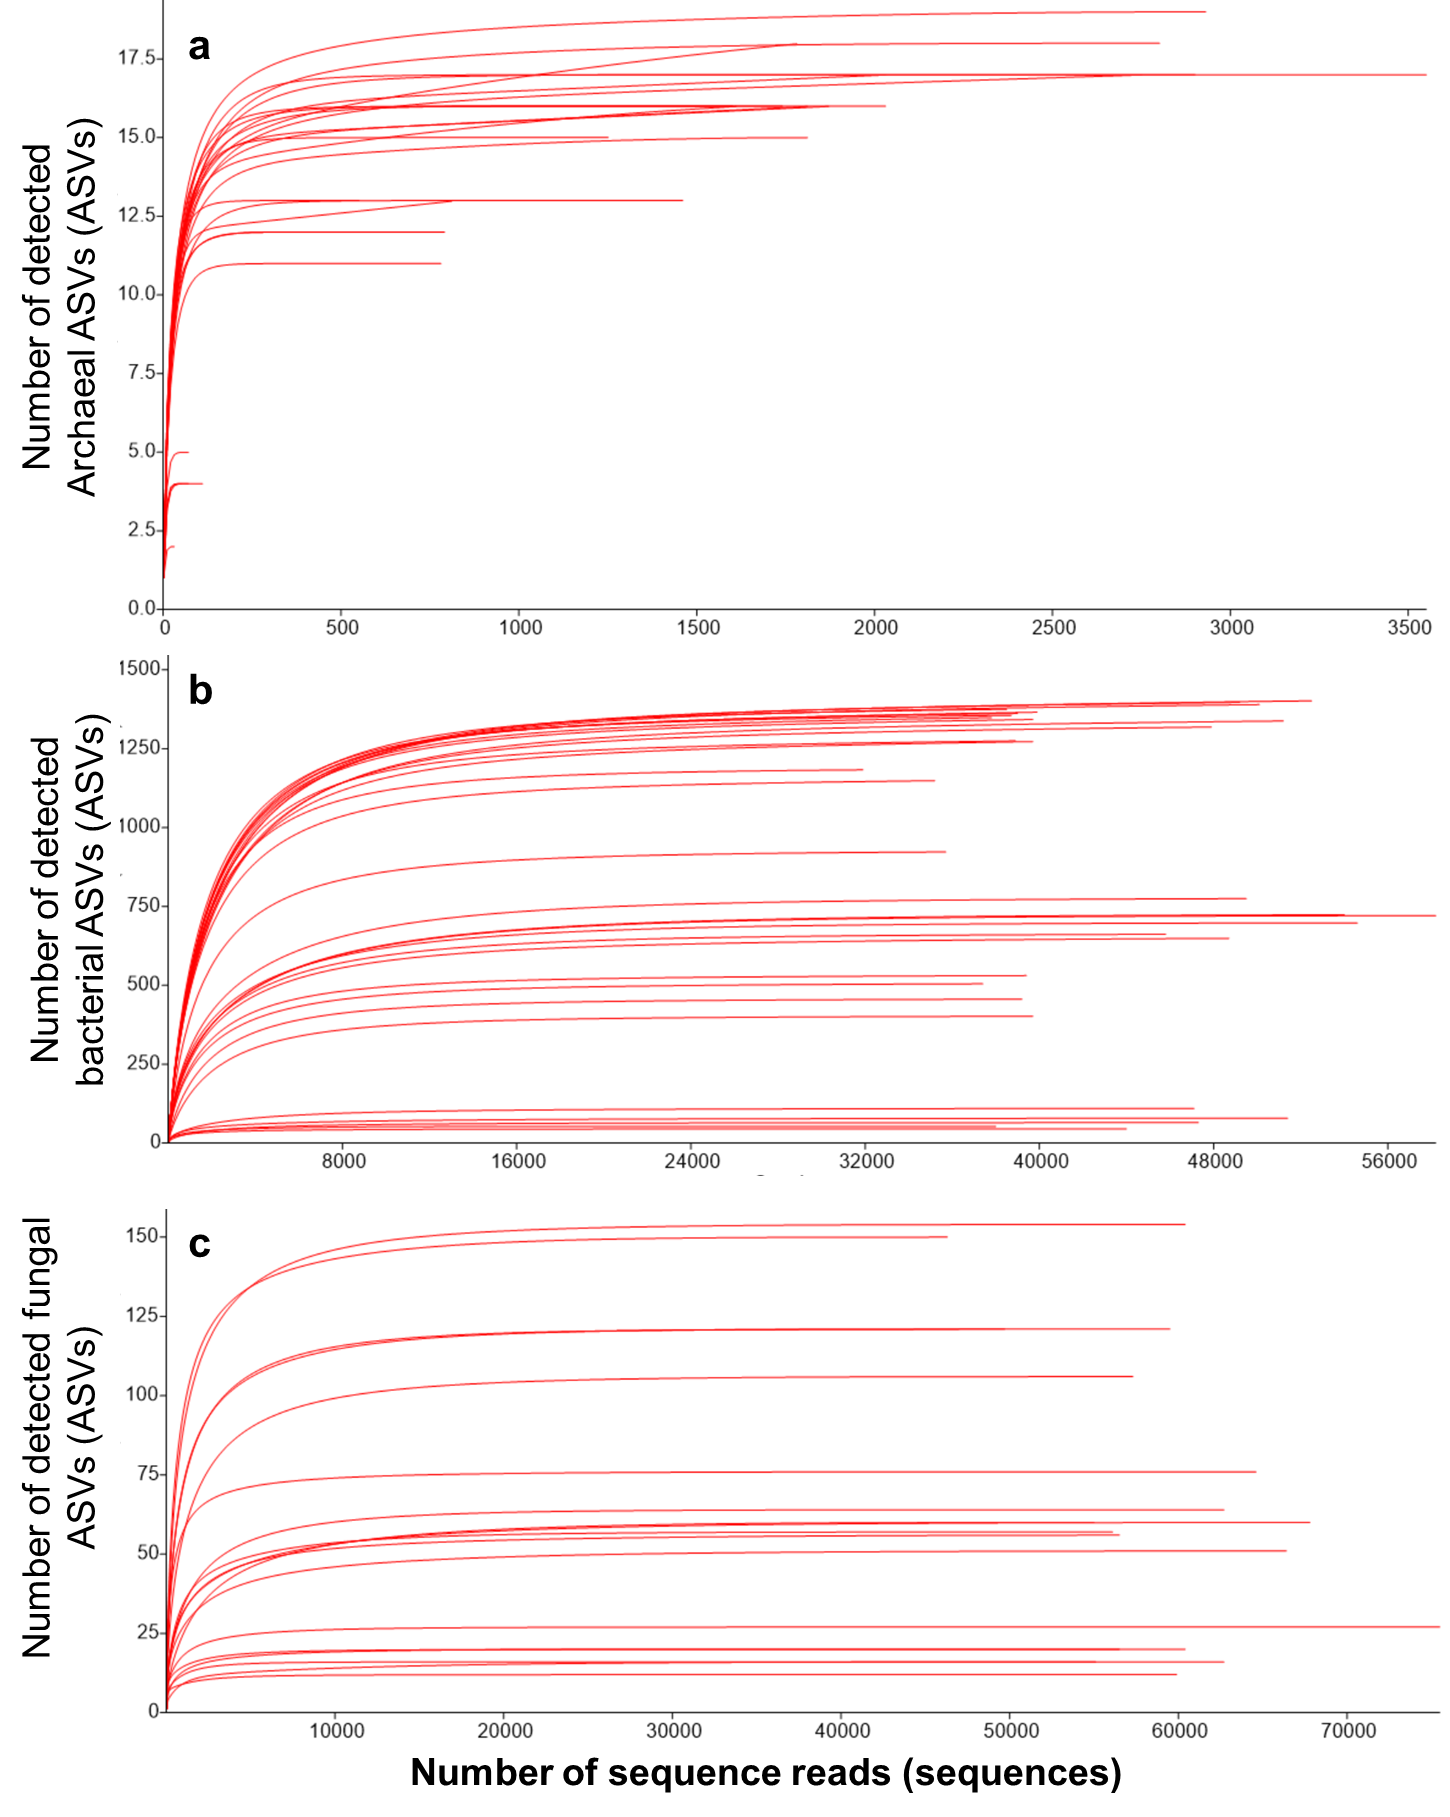 a
Number of detected
Archaeal ASVs (ASVs)
17.5
15.0
12.5
10.0
7.5
5.0
2.5
0.0
0 500 1000 1500 2000 2500 3000 3500
b
Number of detected
bacterial ASVs (ASVs)
1500
1250
1000
750
500
250
0
8000 16000 24000 32000 40000 48000 56000
c
Number of detected fungal
ASVs (ASVs)
150
125
100
75
50
25
0
10000 20000 30000 40000 50000 60000 70000
Number of sequence reads (sequences)